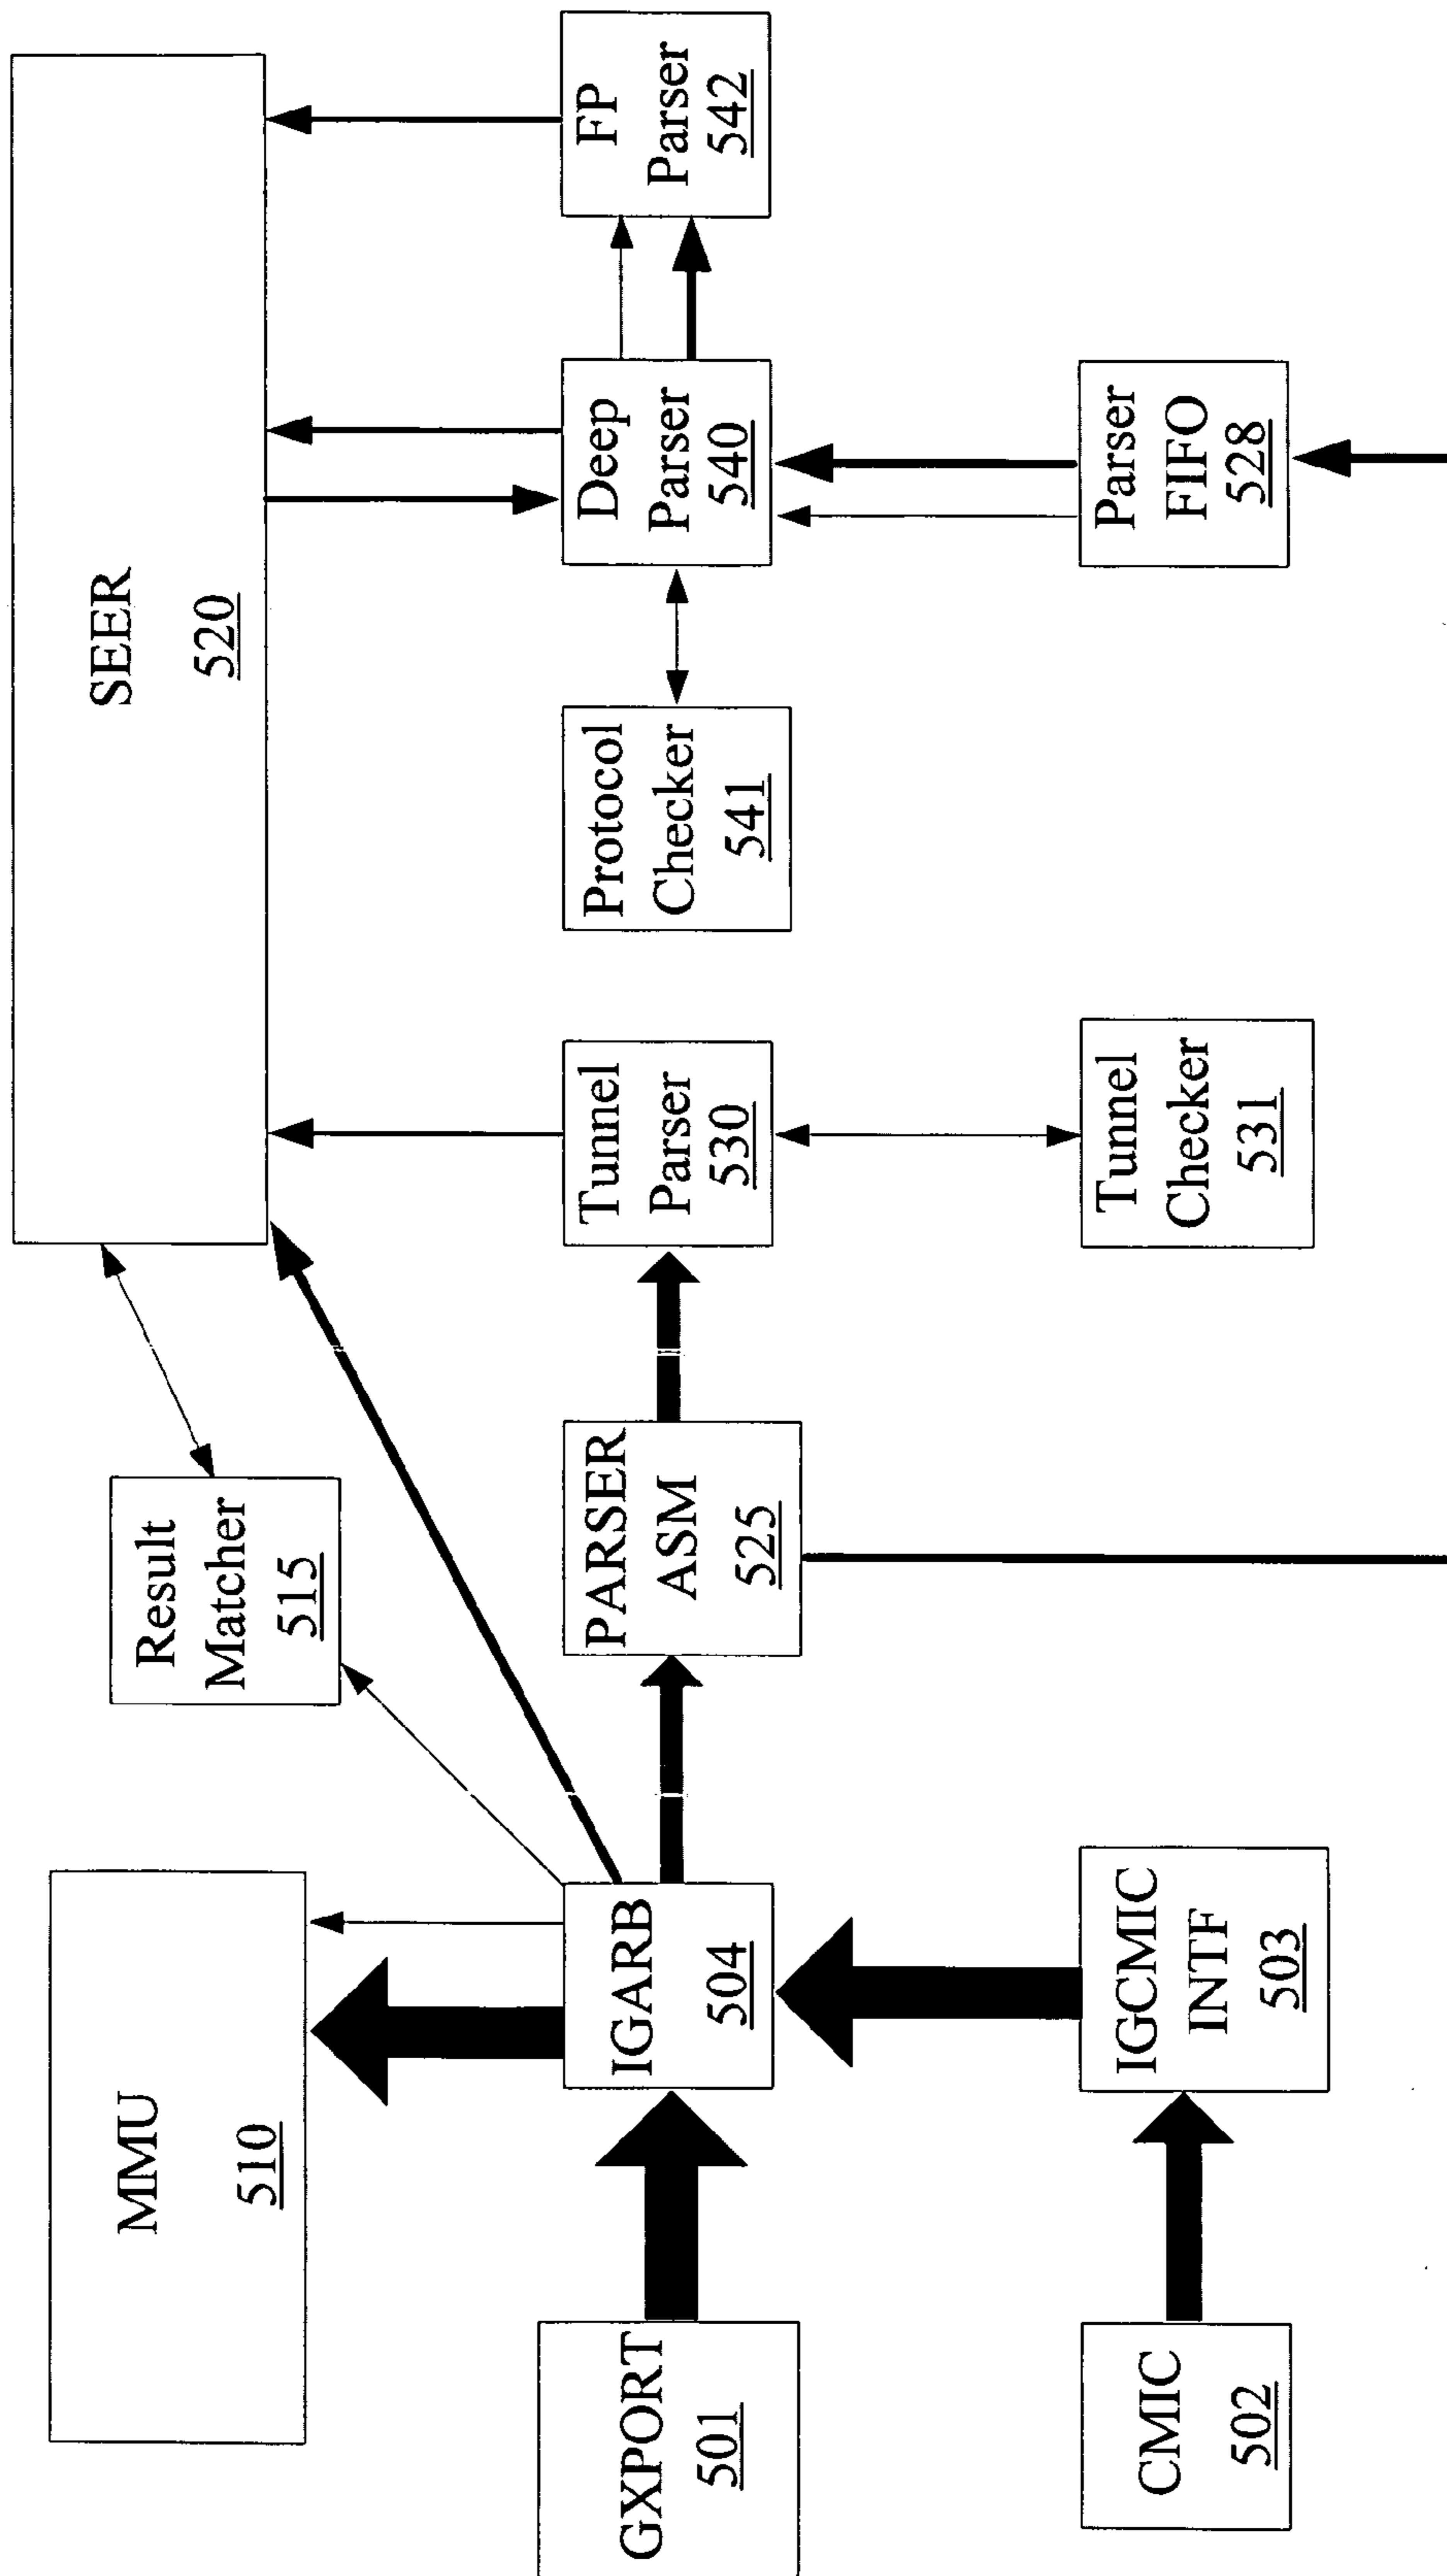 MMU
510
SEER
520
Result
Matcher
515
GXPORT
501
IGARB
504
PARSER
ASM
525
Tunnel
Parser
530
Protocol
Checker
541
Deep
Parser
540
FP
Parser
542
CMIC
502
IGCMIC
INTF
503
Tunnel
Checker
531
Parser
FIFO
528